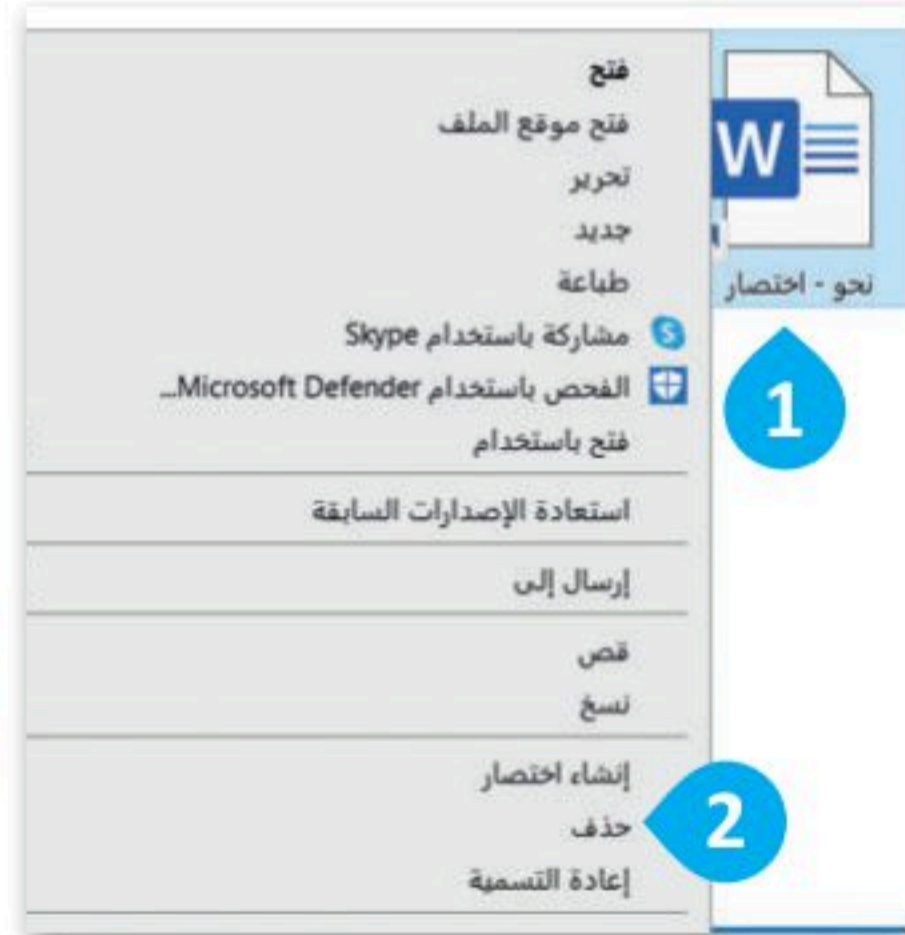 فتح
فتح موقع الملف
تحرير
جديد
طباعة
مشاركة باستخدام Skype
الفحص باستخدام Microsoft Defender...
فتح باستخدام
استعادة الإصدارات السابقة
إرسال إلى
قص
نسخ
إنشاء اختصار
حذف
إعادة التسمية
W
نحو - اختصار
1
2